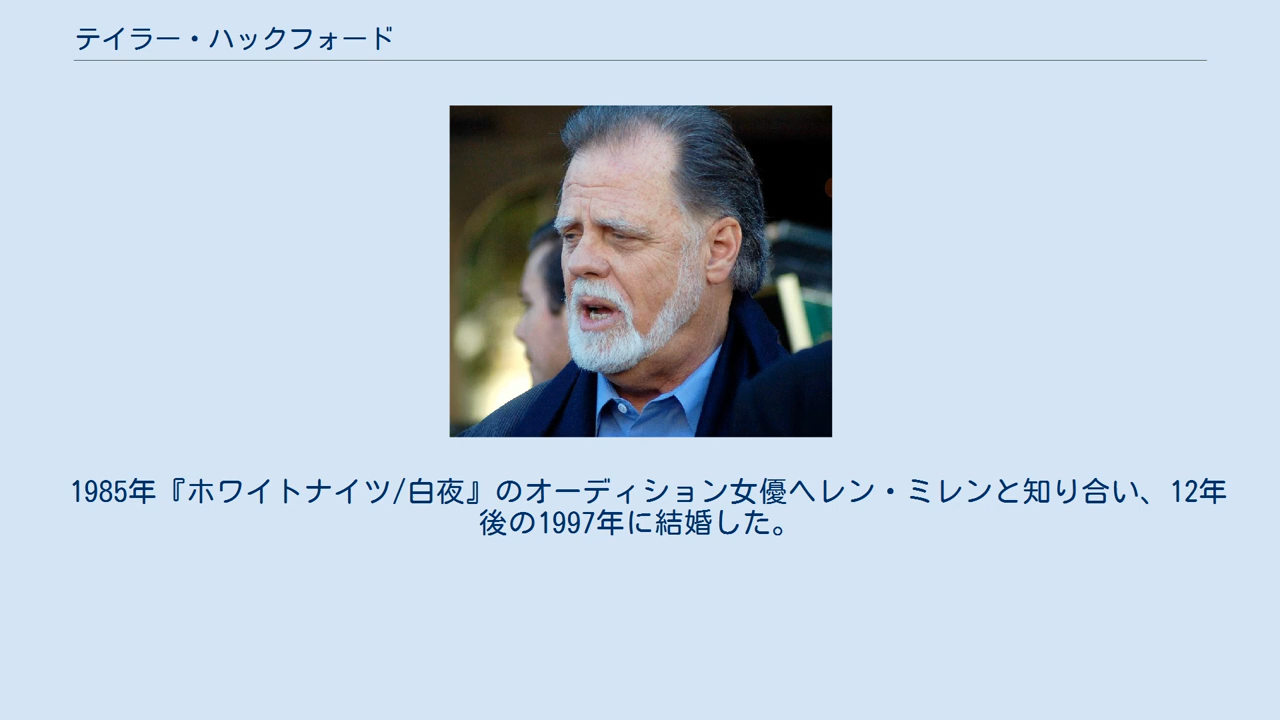 テイラー・ハックフォード
1985年『ホワイトナイツ/白夜』のオーディション女優ヘレン・ミレンと知り合い、12年
後の1997年に結婚した。